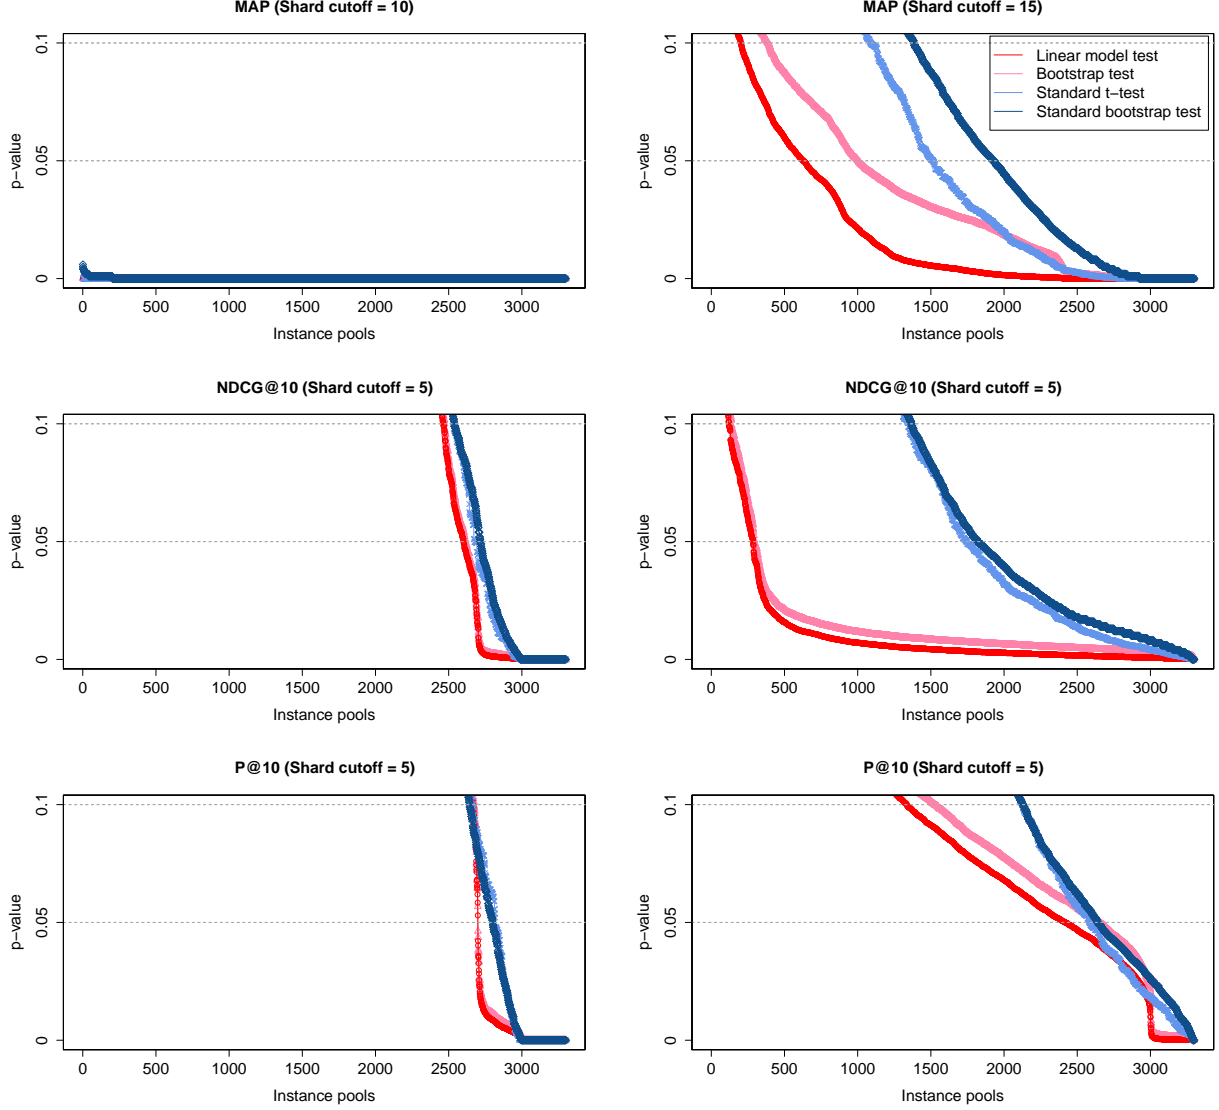 MAP (Shard cutoff = 10)
p−value
0.1
0.05
0
0 500 1000 1500 2000 2500 3000
Instance pools
MAP (Shard cutoff = 15)
p−value
0.1
0.05
0
Linear model test
Bootstrap test
Standard t−test
Standard bootstrap test
0 500 1000 1500 2000 2500 3000
Instance pools
NDCG@10 (Shard cutoff = 5)
p−value
0.1
0.05
0
0 500 1000 1500 2000 2500 3000
Instance pools
NDCG@10 (Shard cutoff = 5)
p−value
0.1
0.05
0
0 500 1000 1500 2000 2500 3000
Instance pools
P@10 (Shard cutoff = 5)
p−value
0.1
0.05
0
0 500 1000 1500 2000 2500 3000
Instance pools
P@10 (Shard cutoff = 5)
p−value
0.1
0.05
0
0 500 1000 1500 2000 2500 3000
Instance pools